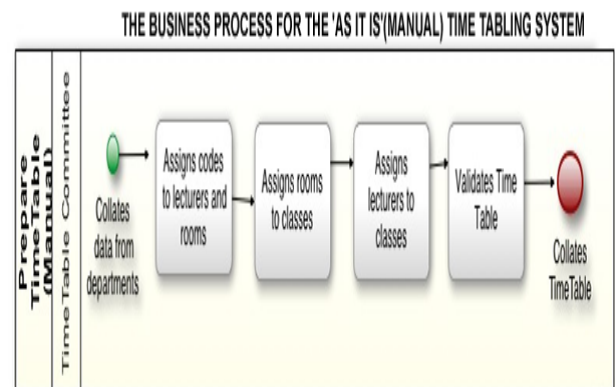 THE BUSINESS PROCESS FOR THE 'AS IT IS'(MANUAL) TIME TABLING SYSTEM
Prepare
TimeTable
(Manual)
TimeTable Committee
Collates
data from
departments
Assigns codes
to lecturers and
rooms
Assigns rooms
to classes
Assigns
lecturers to
classes
Validates Time
Table
Collates
TimeTable